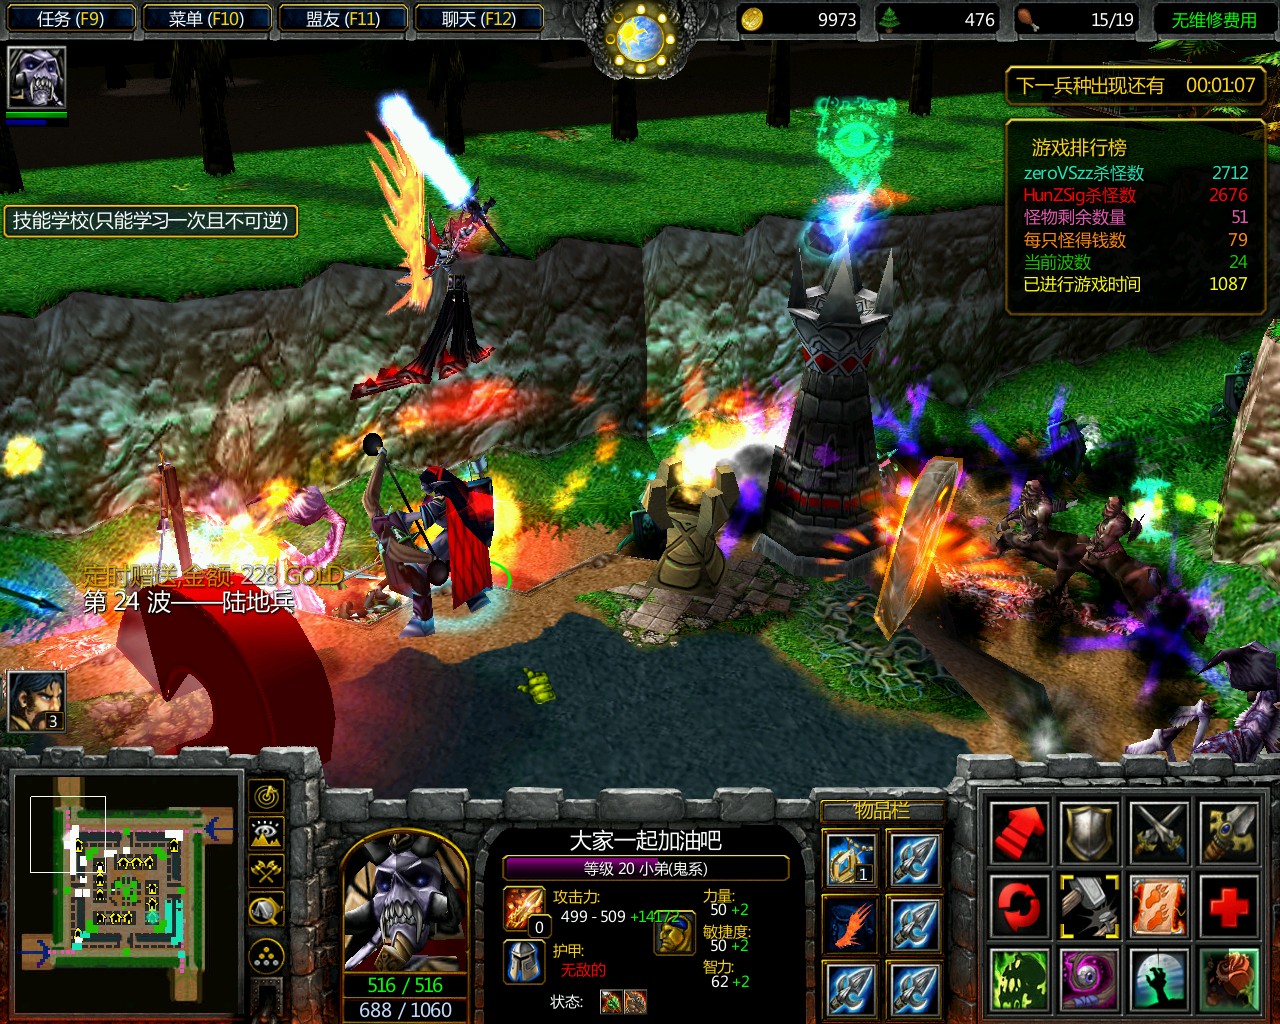 任务 (F9) 菜单 (F10) 盟友 (F11) 聊天 (F12) 9973 476 15/19 无维修费用
下一兵种出现还有 00:01:07
游戏排行榜
zeroVSzz杀怪数 2712
HunZSig杀怪数 2676
怪物剩余数量 51
每只怪得钱数 79
当前波数 24
已进行游戏时间 1087
技能学校(只能学习一次且不可逆)
定时赠送,金额: 228 GOLD
第 24 波——陆地兵
3
大家一起加油吧
等级 20 小弟(鬼系)
攻击力:
499 - 509 +14172
0
护甲:
无敌的
状态:
力量:
50 +2
敏捷度:
50 +2
智力:
62 +2
516 / 516
688 / 1060
物品栏
1